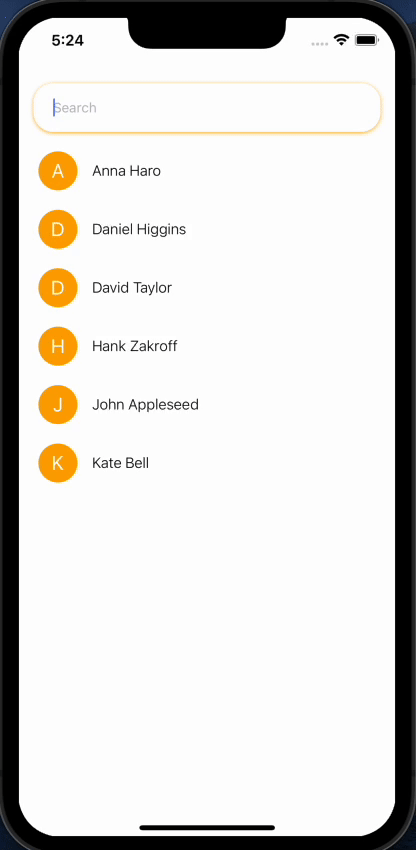 5:24
Search
A Anna Haro
D Daniel Higgins
D David Taylor
H Hank Zakroff
J John Appleseed
K Kate Bell